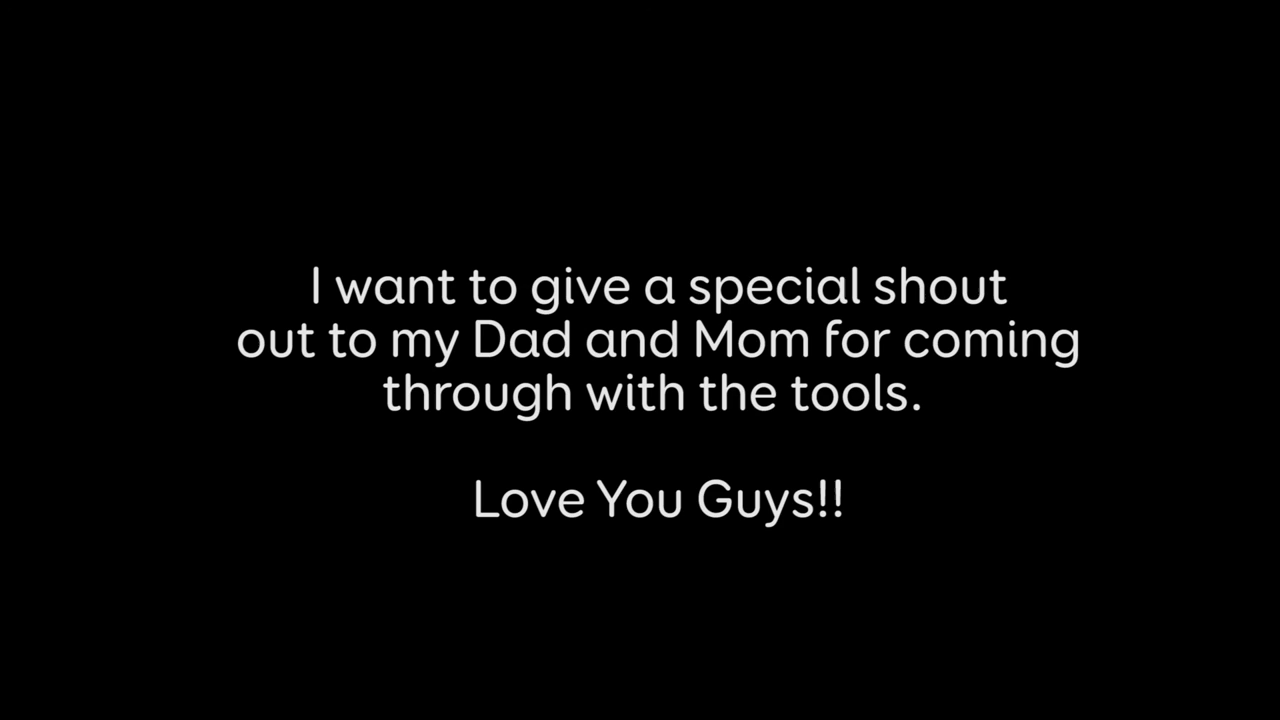 I want to give a special shout
out to my Dad and Mom for coming
through with the tools.
Love You Guys!!